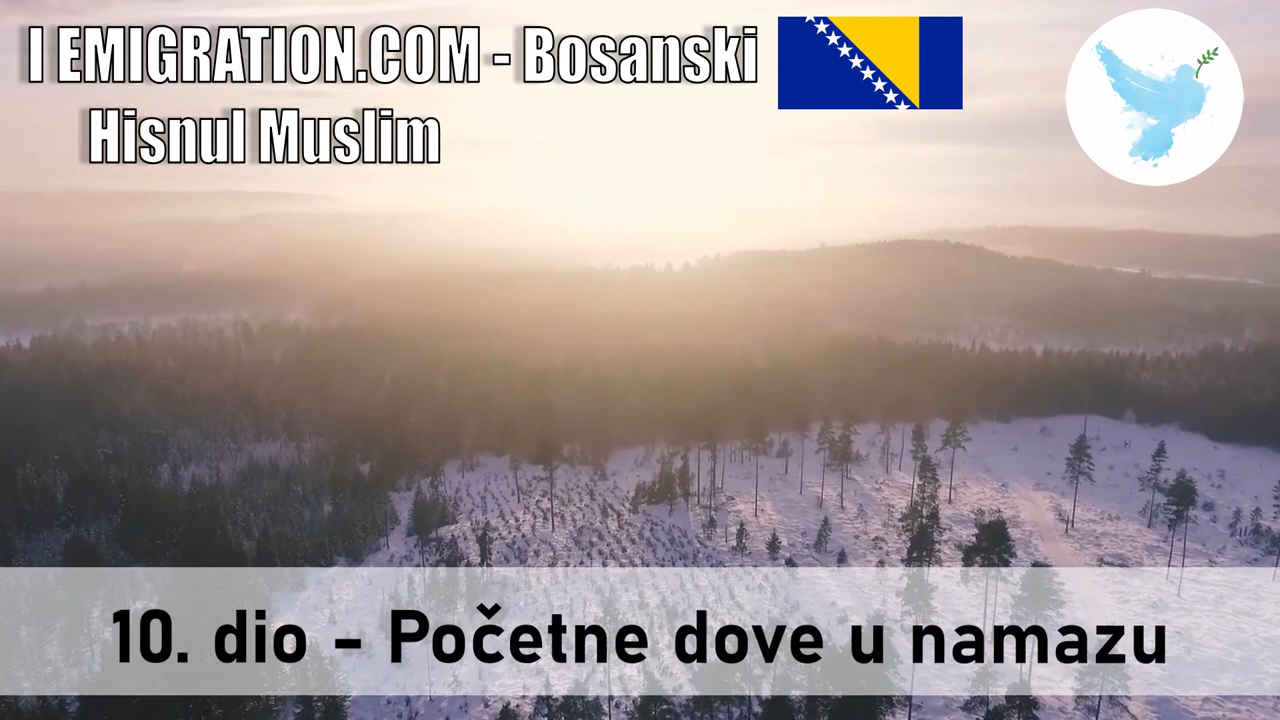 I EMIGRATION.COM - Bosanski
Hisnul Muslim
10. dio - Početne dove u namazu